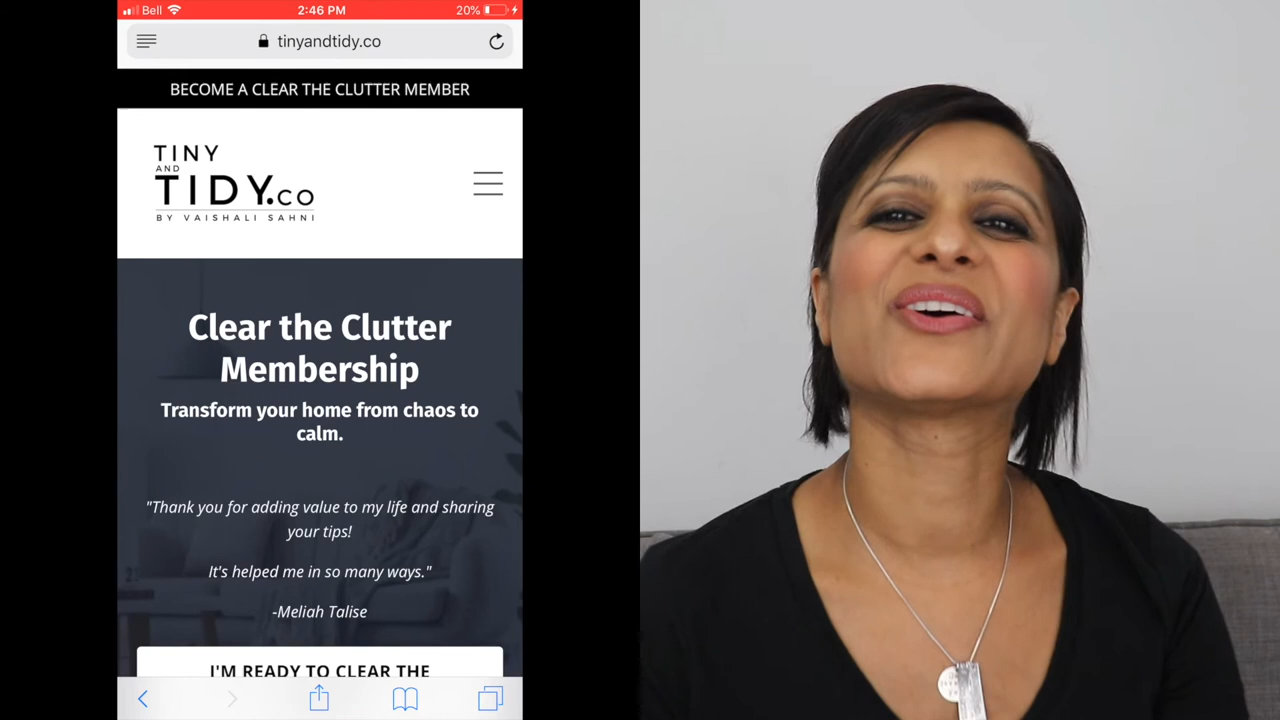 Bell
2:46 PM
20%
tinyandtidy.co
BECOME A CLEAR THE CLUTTER MEMBER
TINY
AND
TIDY.co
BY VAISHALI SAHNI
Clear the Clutter
Membership
Transform your home from chaos to
calm.
"Thank you for adding value to my life and sharing
your tips!
It's helped me in so many ways."
-Meliah Talise
I'M READY TO CLEAR THE